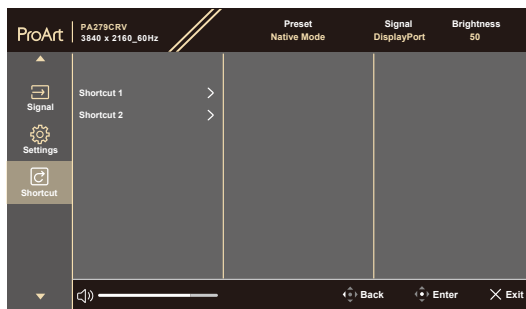 ProArt
PA279CRV
3840 x 2160_60Hz
Preset
Native Mode
Signal
DisplayPort
Brightness
50
Signal
Settings
Shortcut
Shortcut 1
Shortcut 2
Back
Enter
Exit